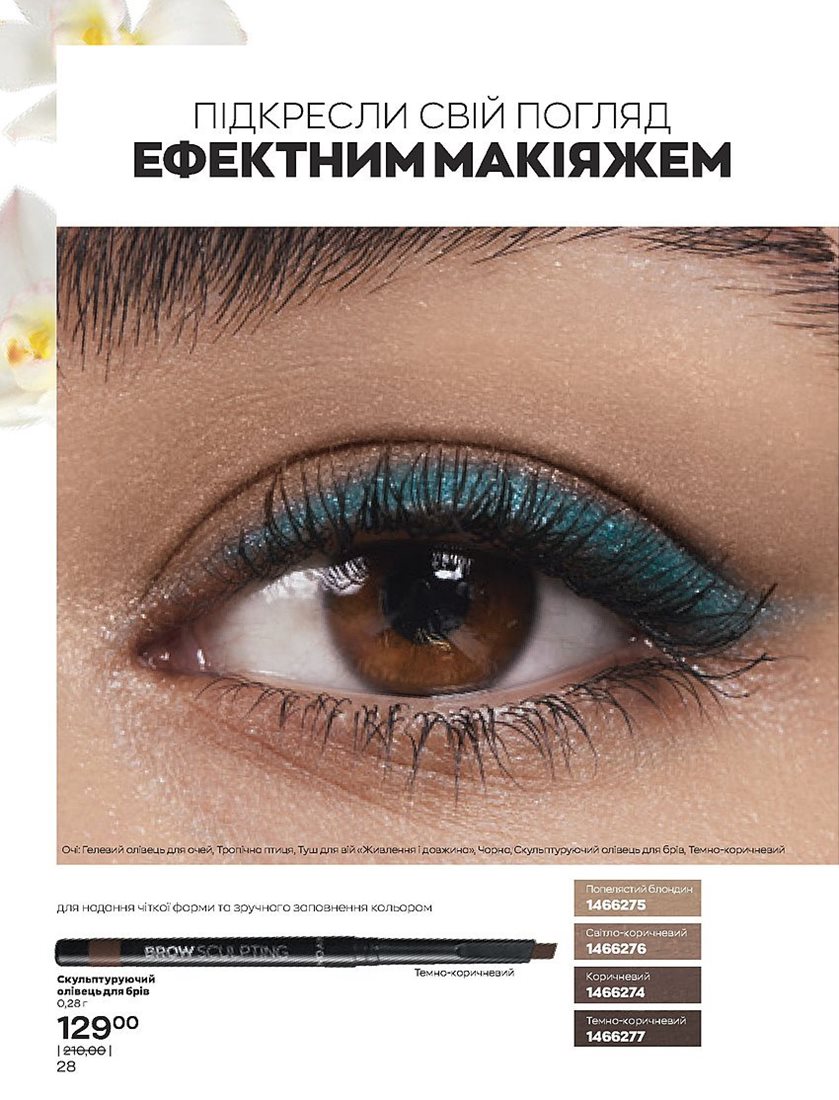 ПІДКРЕСЛИ СВІЙ ПОГЛЯД
ЕФЕКТНИМ МАКІЯЖЕМ
Очі: Гелевий олівець для очей, Тропічна птиця, Туш для вій «Живлення і довжина», Чорна, Скульптуруючий олівець для брів, Темно-коричневий
для надання чіткої форми та зручного заповнення кольором
BROW SCULPTING
AVON
Темно-коричневий
Скульптуруючий
олівець для брів
0,28 г
129⁰⁰
| 210,00 |
28
Попелястий блондин
1466275
Світло-коричневий
1466276
Коричневий
1466274
Темно-коричневий
1466277